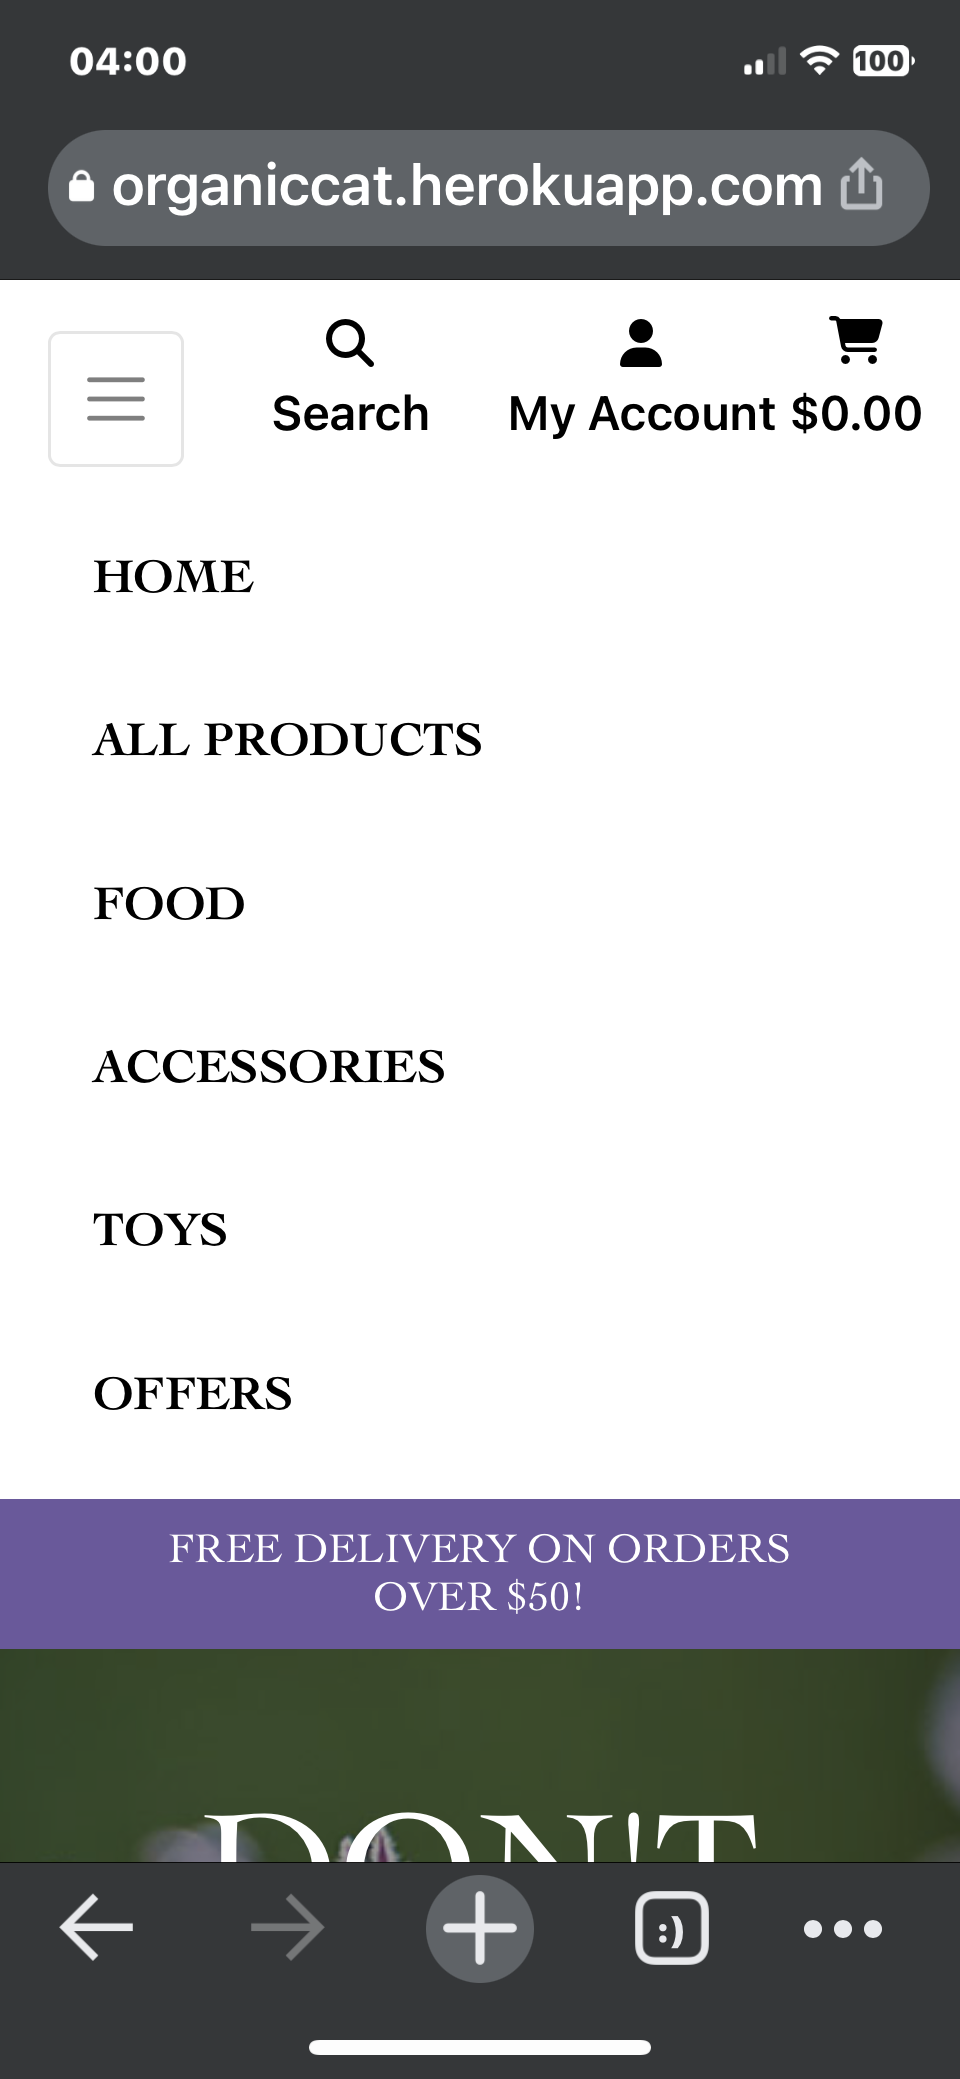 04:00
100
organiccat.herokuapp.com
Search
My Account
$0.00
HOME
ALL PRODUCTS
FOOD
ACCESSORIES
TOYS
OFFERS
FREE DELIVERY ON ORDERS
OVER $50!
DON'T
:)